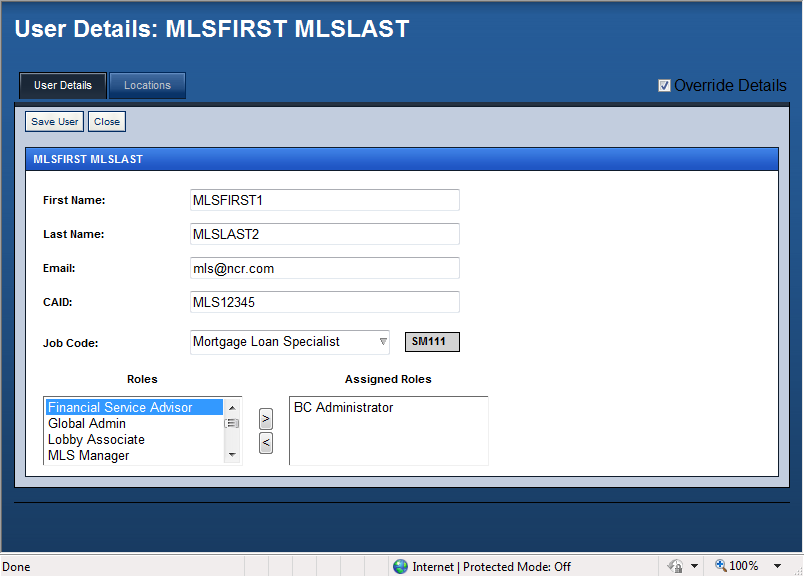 User Details: MLSFIRST MLSLAST
User Details Locations Override Details
Save User Close
MLSFIRST MLSLAST
First Name: MLSFIRST1
Last Name: MLSLAST2
Email: mls@ncr.com
CAID: MLS12345
Job Code: Mortgage Loan Specialist SM111
Roles Assigned Roles
Financial Service Advisor BC Administrator
Global Admin >
Lobby Associate <
MLS Manager
Done Internet | Protected Mode: Off 100%